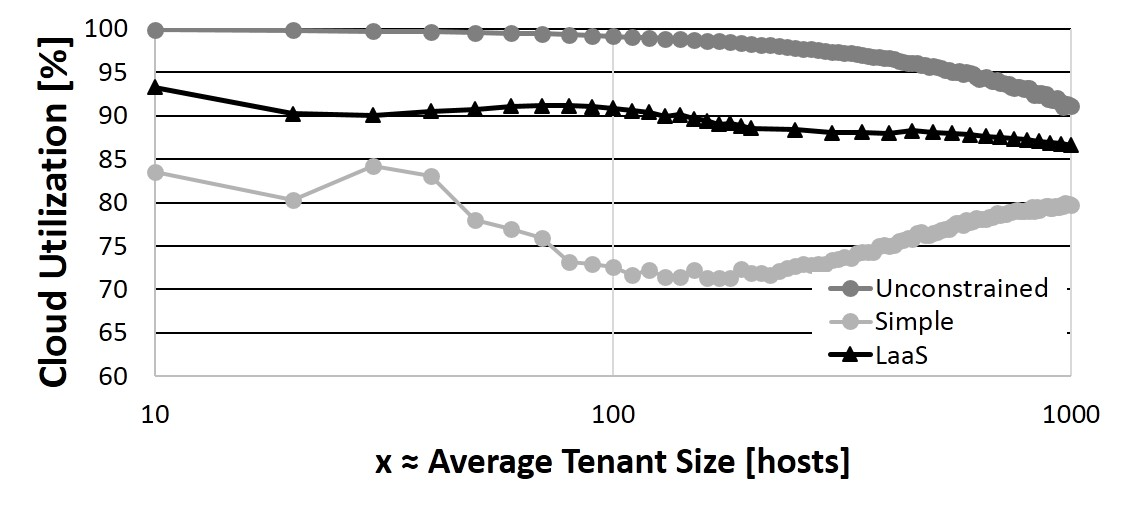 Cloud Utilization [%]
100
95
90
85
80
75
70
65
60
10
100
1000
x ≈ Average Tenant Size [hosts]
Unconstrained
Simple
LaaS